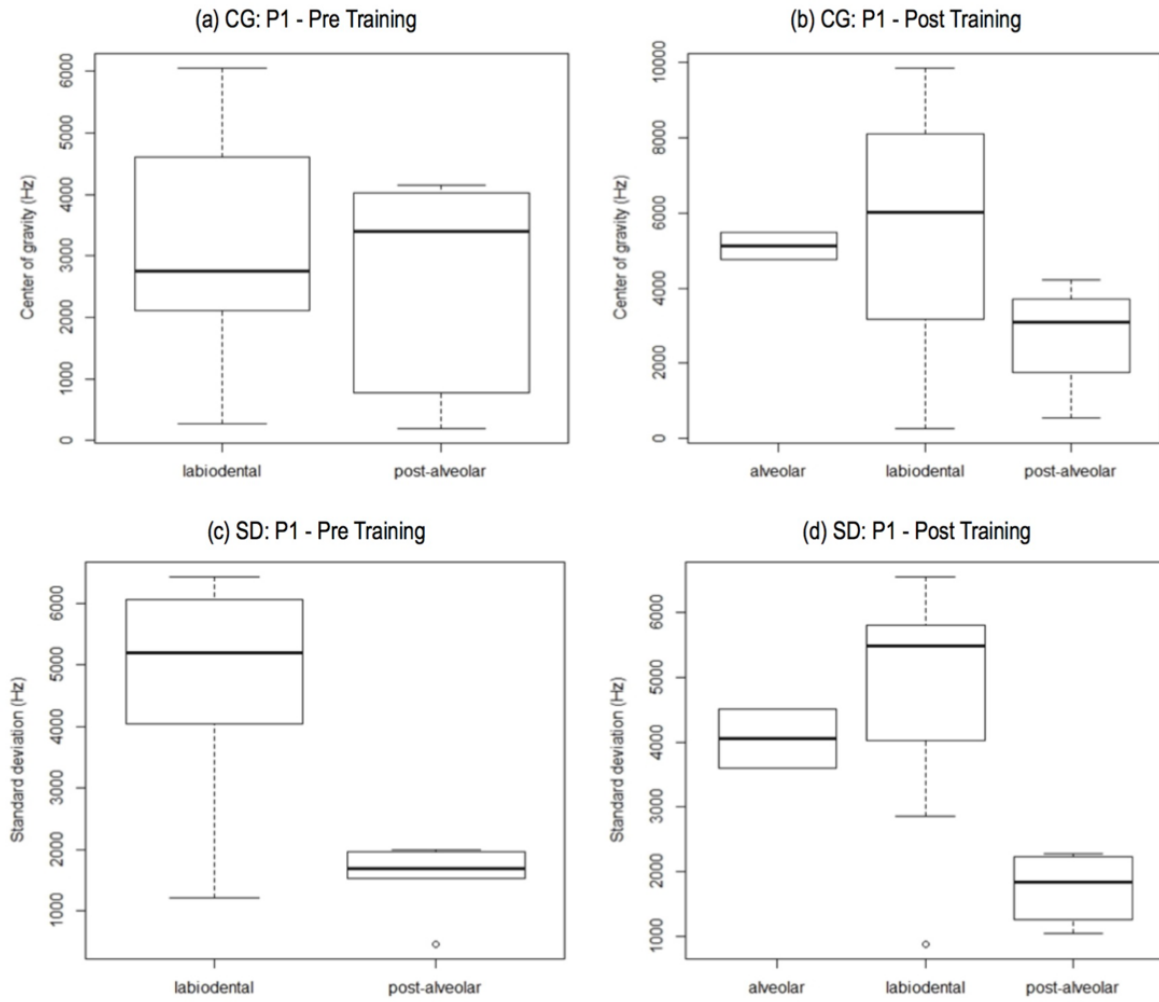 (a) CG: P1 - Pre Training
Center of gravity (Hz)
6000
5000
4000
3000
2000
1000
0
labiodental post-alveolar
(b) CG: P1 - Post Training
Center of gravity (Hz)
10000
8000
6000
4000
2000
0
alveolar labiodental post-alveolar
(c) SD: P1 - Pre Training
Standard deviation (Hz)
6000
5000
4000
3000
2000
1000
labiodental post-alveolar
(d) SD: P1 - Post Training
Standard deviation (Hz)
6000
5000
4000
3000
2000
1000
alveolar labiodental post-alveolar